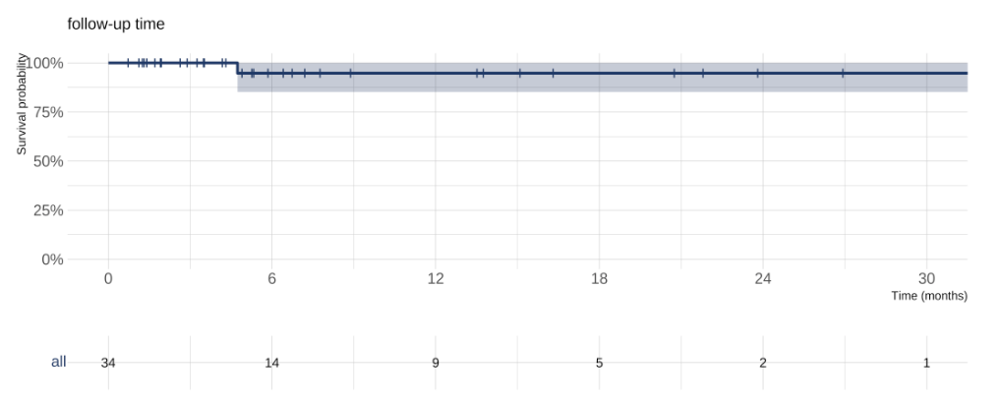 follow-up time
Survival probability
100%
75%
50%
25%
0%
0 6 12 18 24 30
Time (months)
all 34 14 9 5 2 1